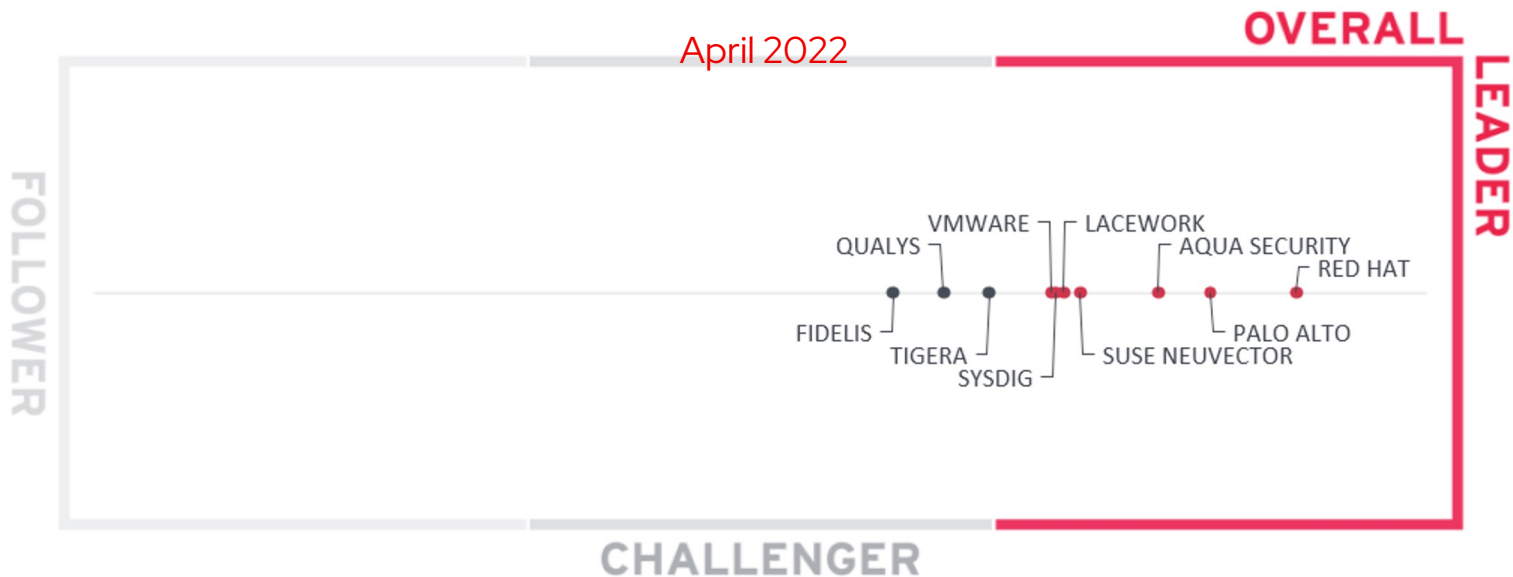 OVERALL
April 2022
LEADER
FOLLOWER
VMWARE
LACEWORK
QUALYS
AQUA SECURITY
RED HAT
FIDELIS
PALO ALTO
TIGERA
SUSE NEUVECTOR
SYSDIG
CHALLENGER